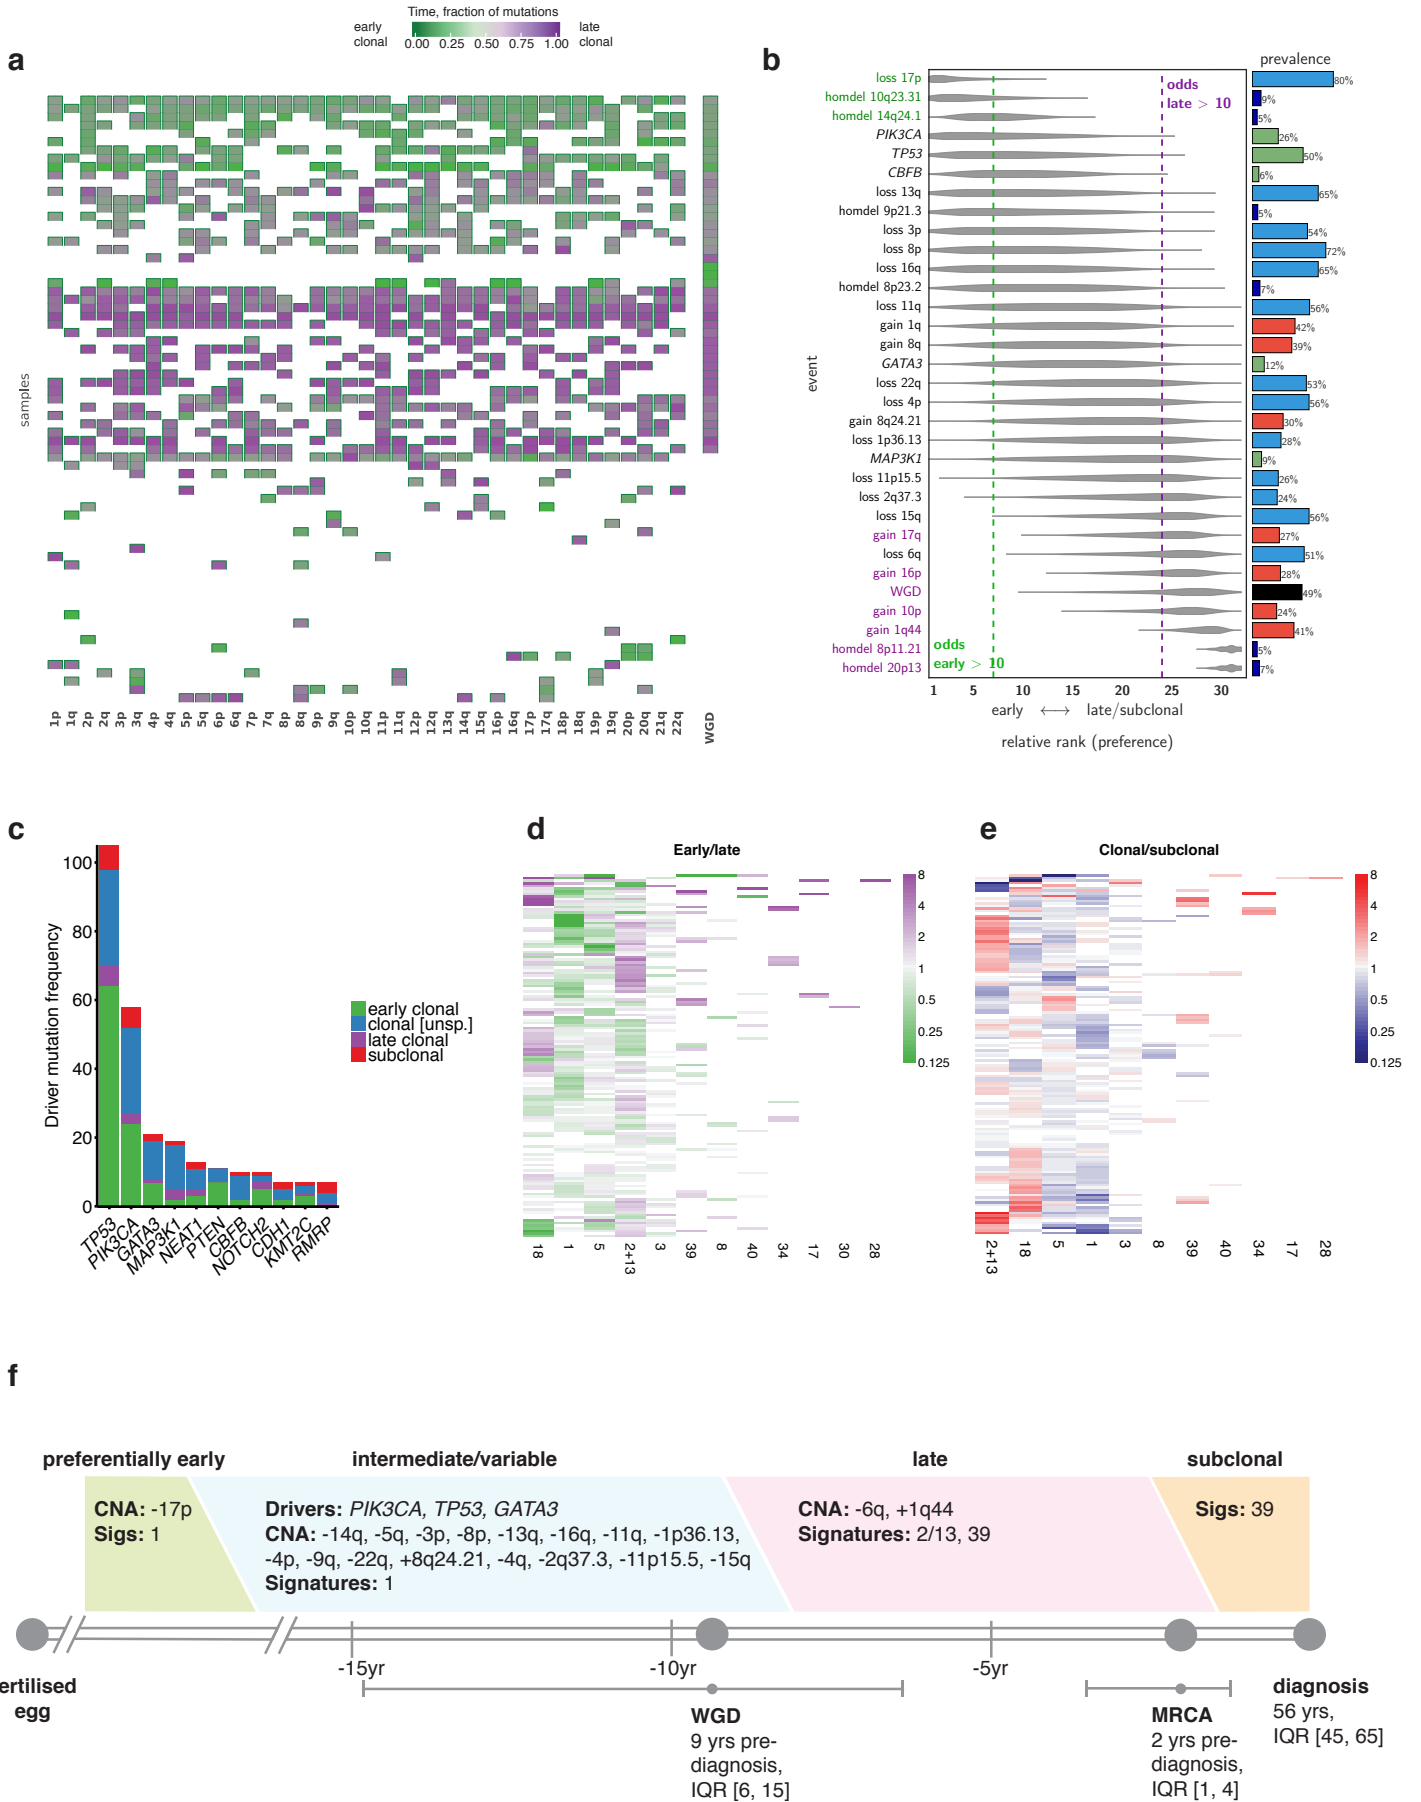 Time, fraction of mutations
early
clonal
0.00 0.25 0.50 0.75 1.00
late
clonal
a
samples
1p 1q 2p 2q 3p 3q 4p 4q 5p 5q 6p 6q 7p 7q 8p 8q 9p 9q 10p 10q 11p 11q 12p 12q 13q 14q 15q 16p 16q 17p 17q 18p 18q 19p 19q 20p 20q 21q 22q WGD
b
prevalence
event
loss 17p 80%
homdel 10q23.31 9%
homdel 14q24.1 5%
PIK3CA 26%
TP53 50%
CBFB 6%
loss 13q 65%
homdel 9p21.3 5%
loss 3p 54%
loss 8p 72%
loss 16q 65%
homdel 8p23.2 7%
loss 11q 56%
gain 1q 42%
gain 8q 39%
GATA3 12%
loss 22q 53%
loss 4p 56%
gain 8q24.21 30%
loss 1p36.13 28%
MAP3K1 9%
loss 11p15.5 26%
loss 2q37.3 24%
loss 15q 56%
gain 17q 27%
loss 6q 51%
gain 16p 28%
WGD 49%
gain 10p 24%
gain 1q44 41%
homdel 8p11.21 5%
homdel 20p13 7%
odds
late > 10
odds
early > 10
1 5 10 15 20 25 30
early ⟷ late/subclonal
relative rank (preference)
c
Driver mutation frequency
100
80
60
40
20
0
TP53 PIK3CA GATA3 MAP3K1 NEAT1 PTEN CBFB NOTCH2 CDH1 KMT2C RMRP
early clonal
clonal [unsp.]
late clonal
subclonal
d
Early/late
8
4
2
1
0.5
0.25
0.125
18 1 5 2+13 3 39 8 40 34 17 30 28
e
Clonal/subclonal
8
4
2
1
0.5
0.25
0.125
2+13 18 5 1 3 8 39 40 34 17 28
f
preferentially early
intermediate/variable
late
subclonal
CNA: -17p
Sigs: 1
Drivers: PIK3CA, TP53, GATA3
CNA: -14q, -5q, -3p, -8p, -13q, -16q, -11q, -1p36.13,
-4p, -9q, -22q, +8q24.21, -4q, -2q37.3, -11p15.5, -15q
Signatures: 1
CNA: -6q, +1q44
Signatures: 2/13, 39
Sigs: 39
-15yr -10yr -5yr
ertilised
egg
WGD
9 yrs pre-
diagnosis,
IQR [6, 15]
MRCA
2 yrs pre-
diagnosis,
IQR [1, 4]
diagnosis
56 yrs,
IQR [45, 65]